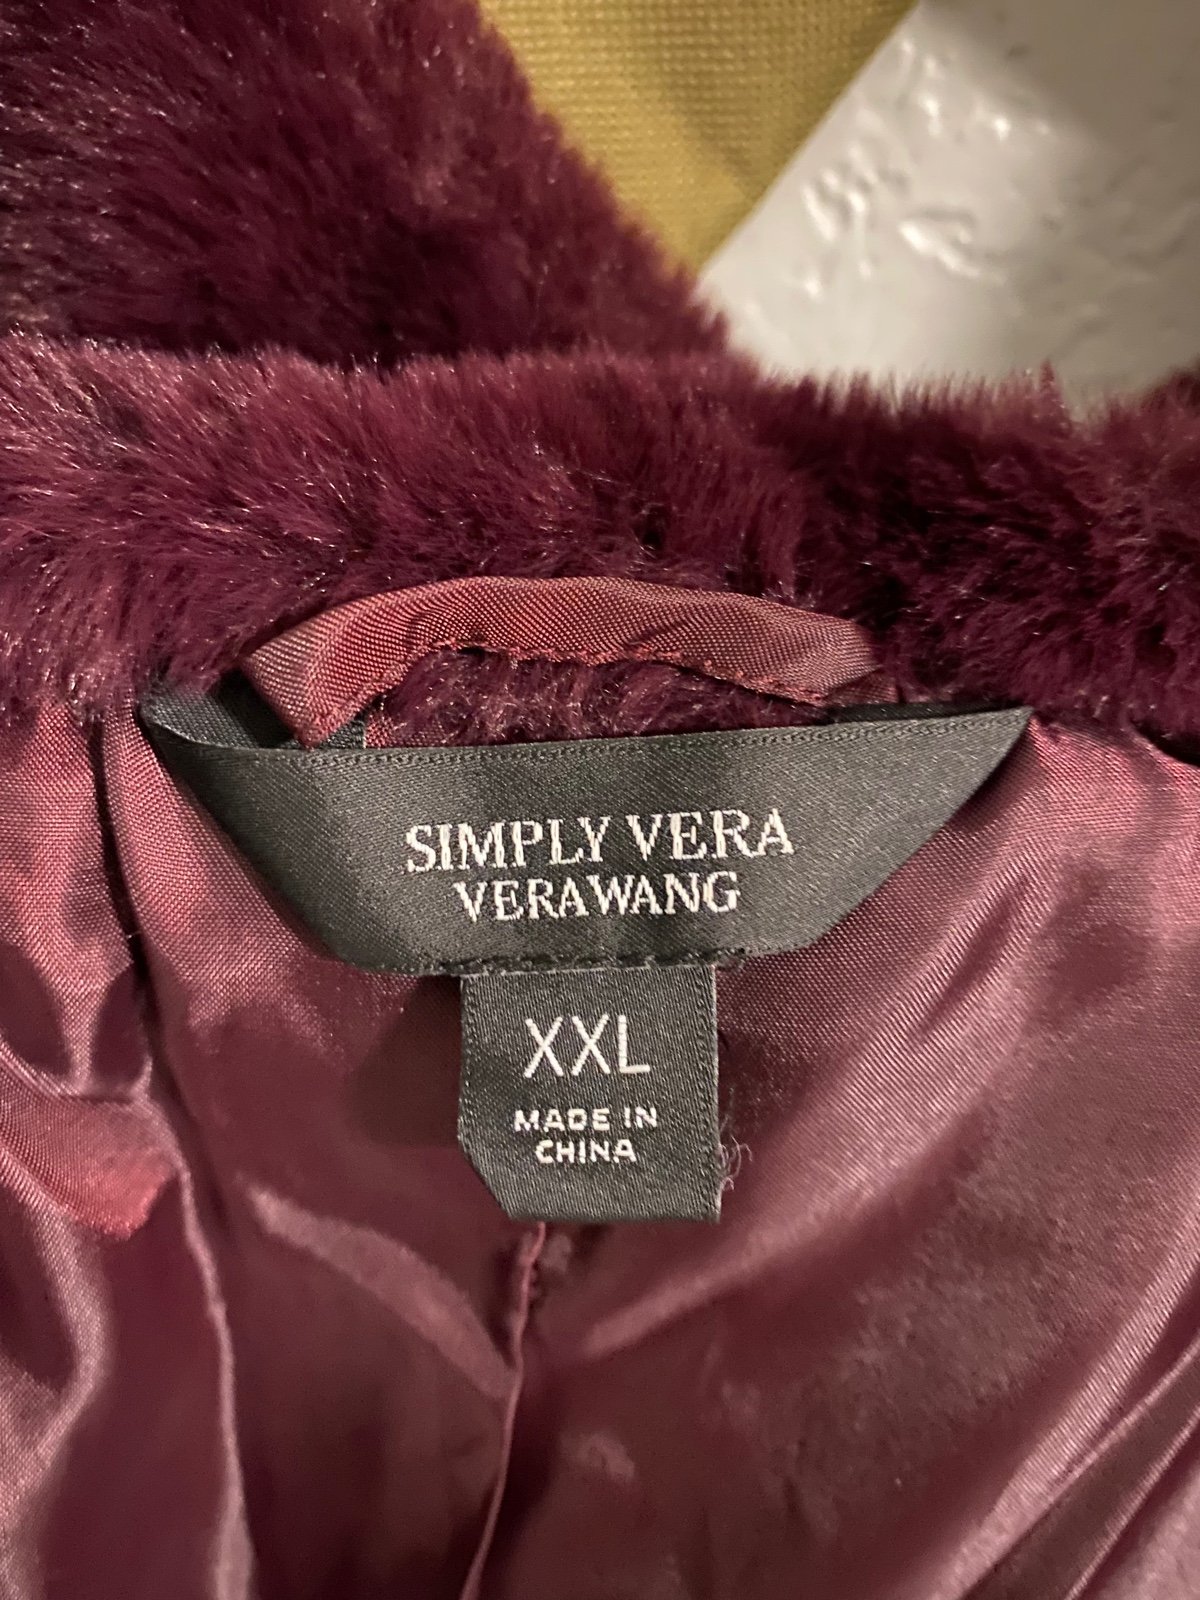 SIMPLY VERA
VERA WANG
XXL
MADE IN
CHINA